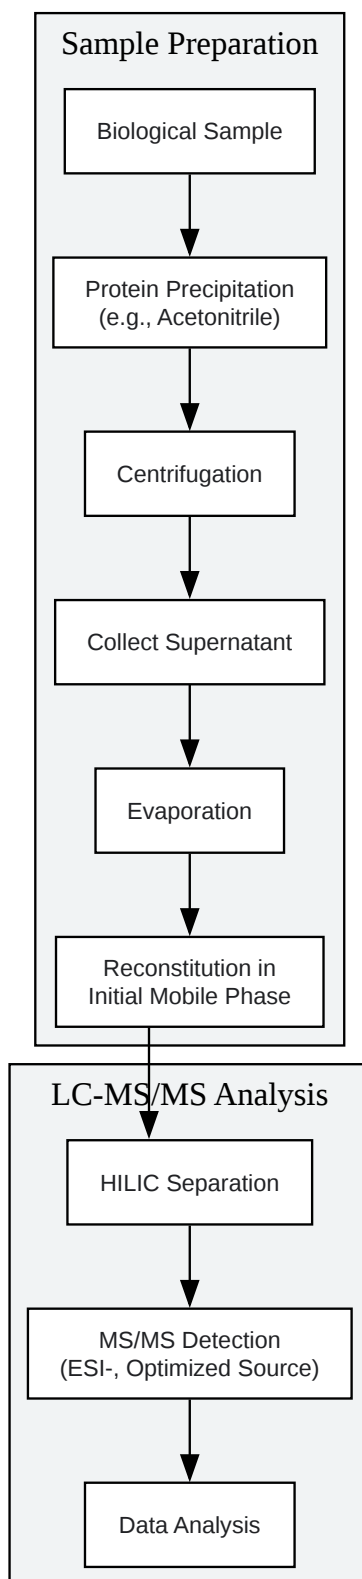 Sample Preparation
Biological Sample
Protein Precipitation
(e.g., Acetonitrile)
Centrifugation
Collect Supernatant
Evaporation
Reconstitution in
Initial Mobile Phase
LC-MS/MS Analysis
HILIC Separation
MS/MS Detection
(ESI-, Optimized Source)
Data Analysis